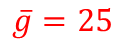 ḡ = 25